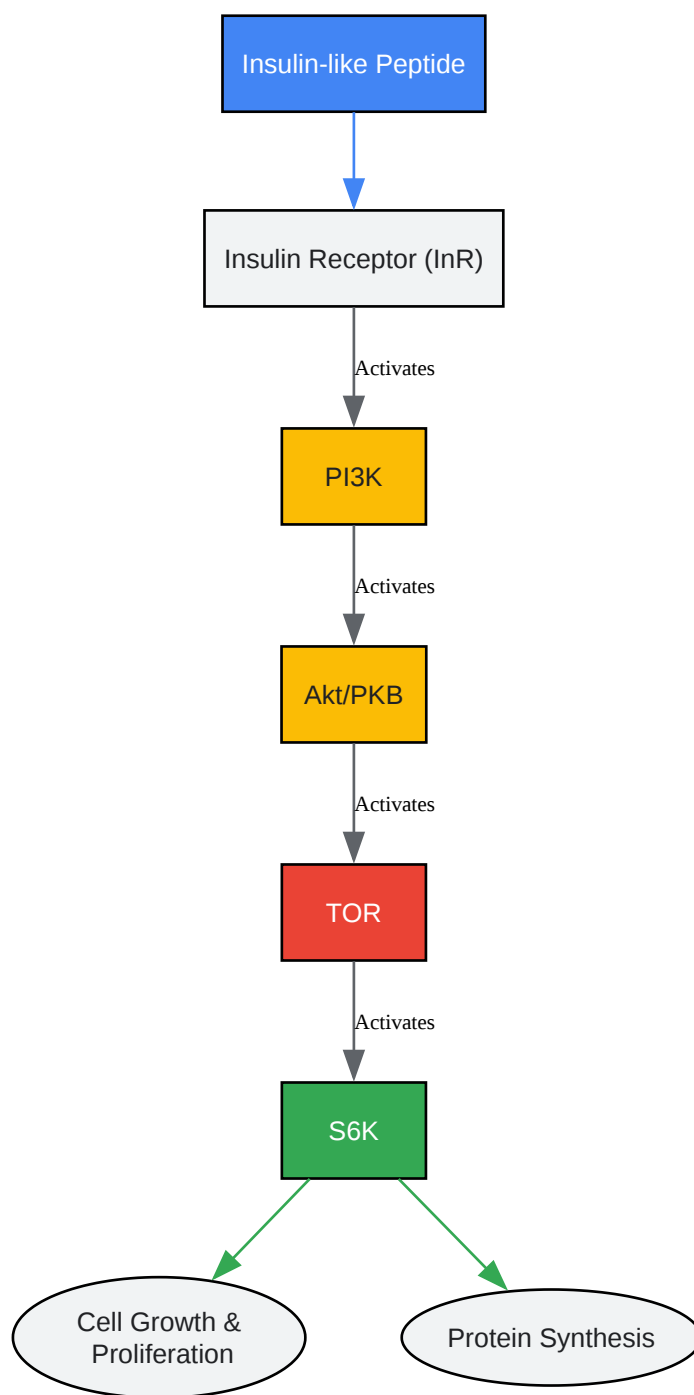 Insulin-like Peptide
Insulin Receptor (InR)
Activates
PI3K
Activates
Akt/PKB
Activates
TOR
Activates
S6K
Cell Growth &
Proliferation
Protein Synthesis